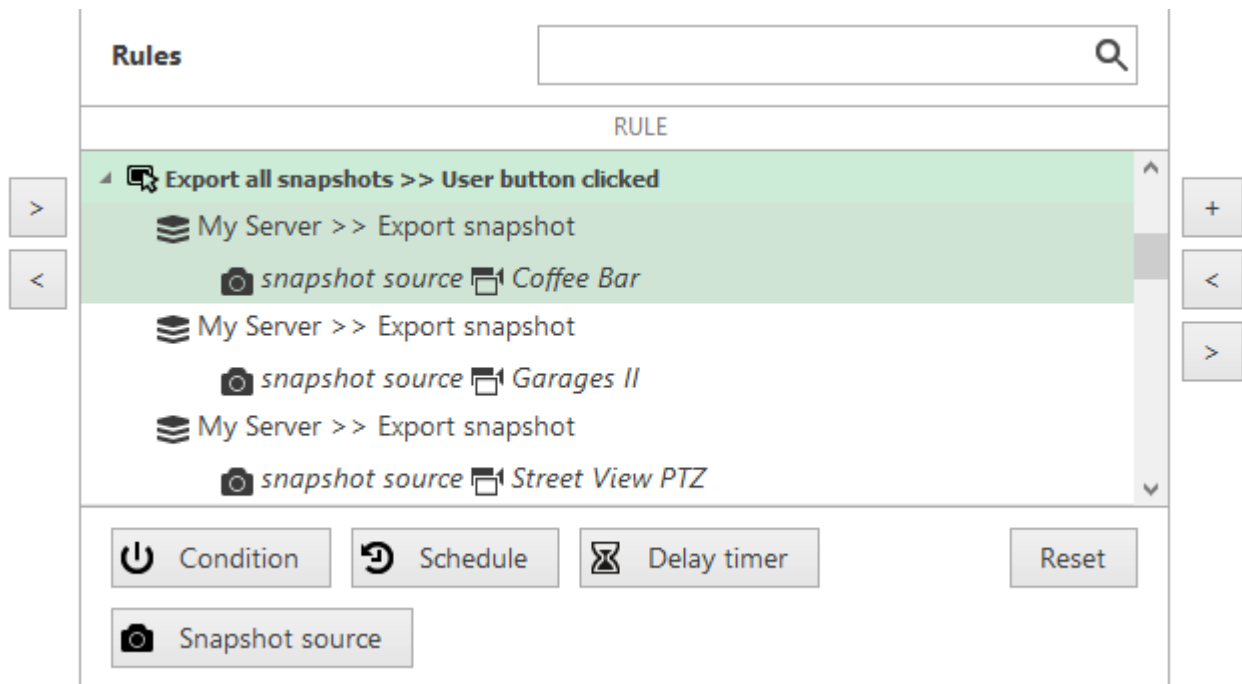 Rules
RULE
Export all snapshots >> User button clicked
> My Server >> Export snapshot +
< snapshot source Coffee Bar <
My Server >> Export snapshot >
snapshot source Garages II
My Server >> Export snapshot
snapshot source Street View PTZ
Condition Schedule Delay timer Reset
Snapshot source